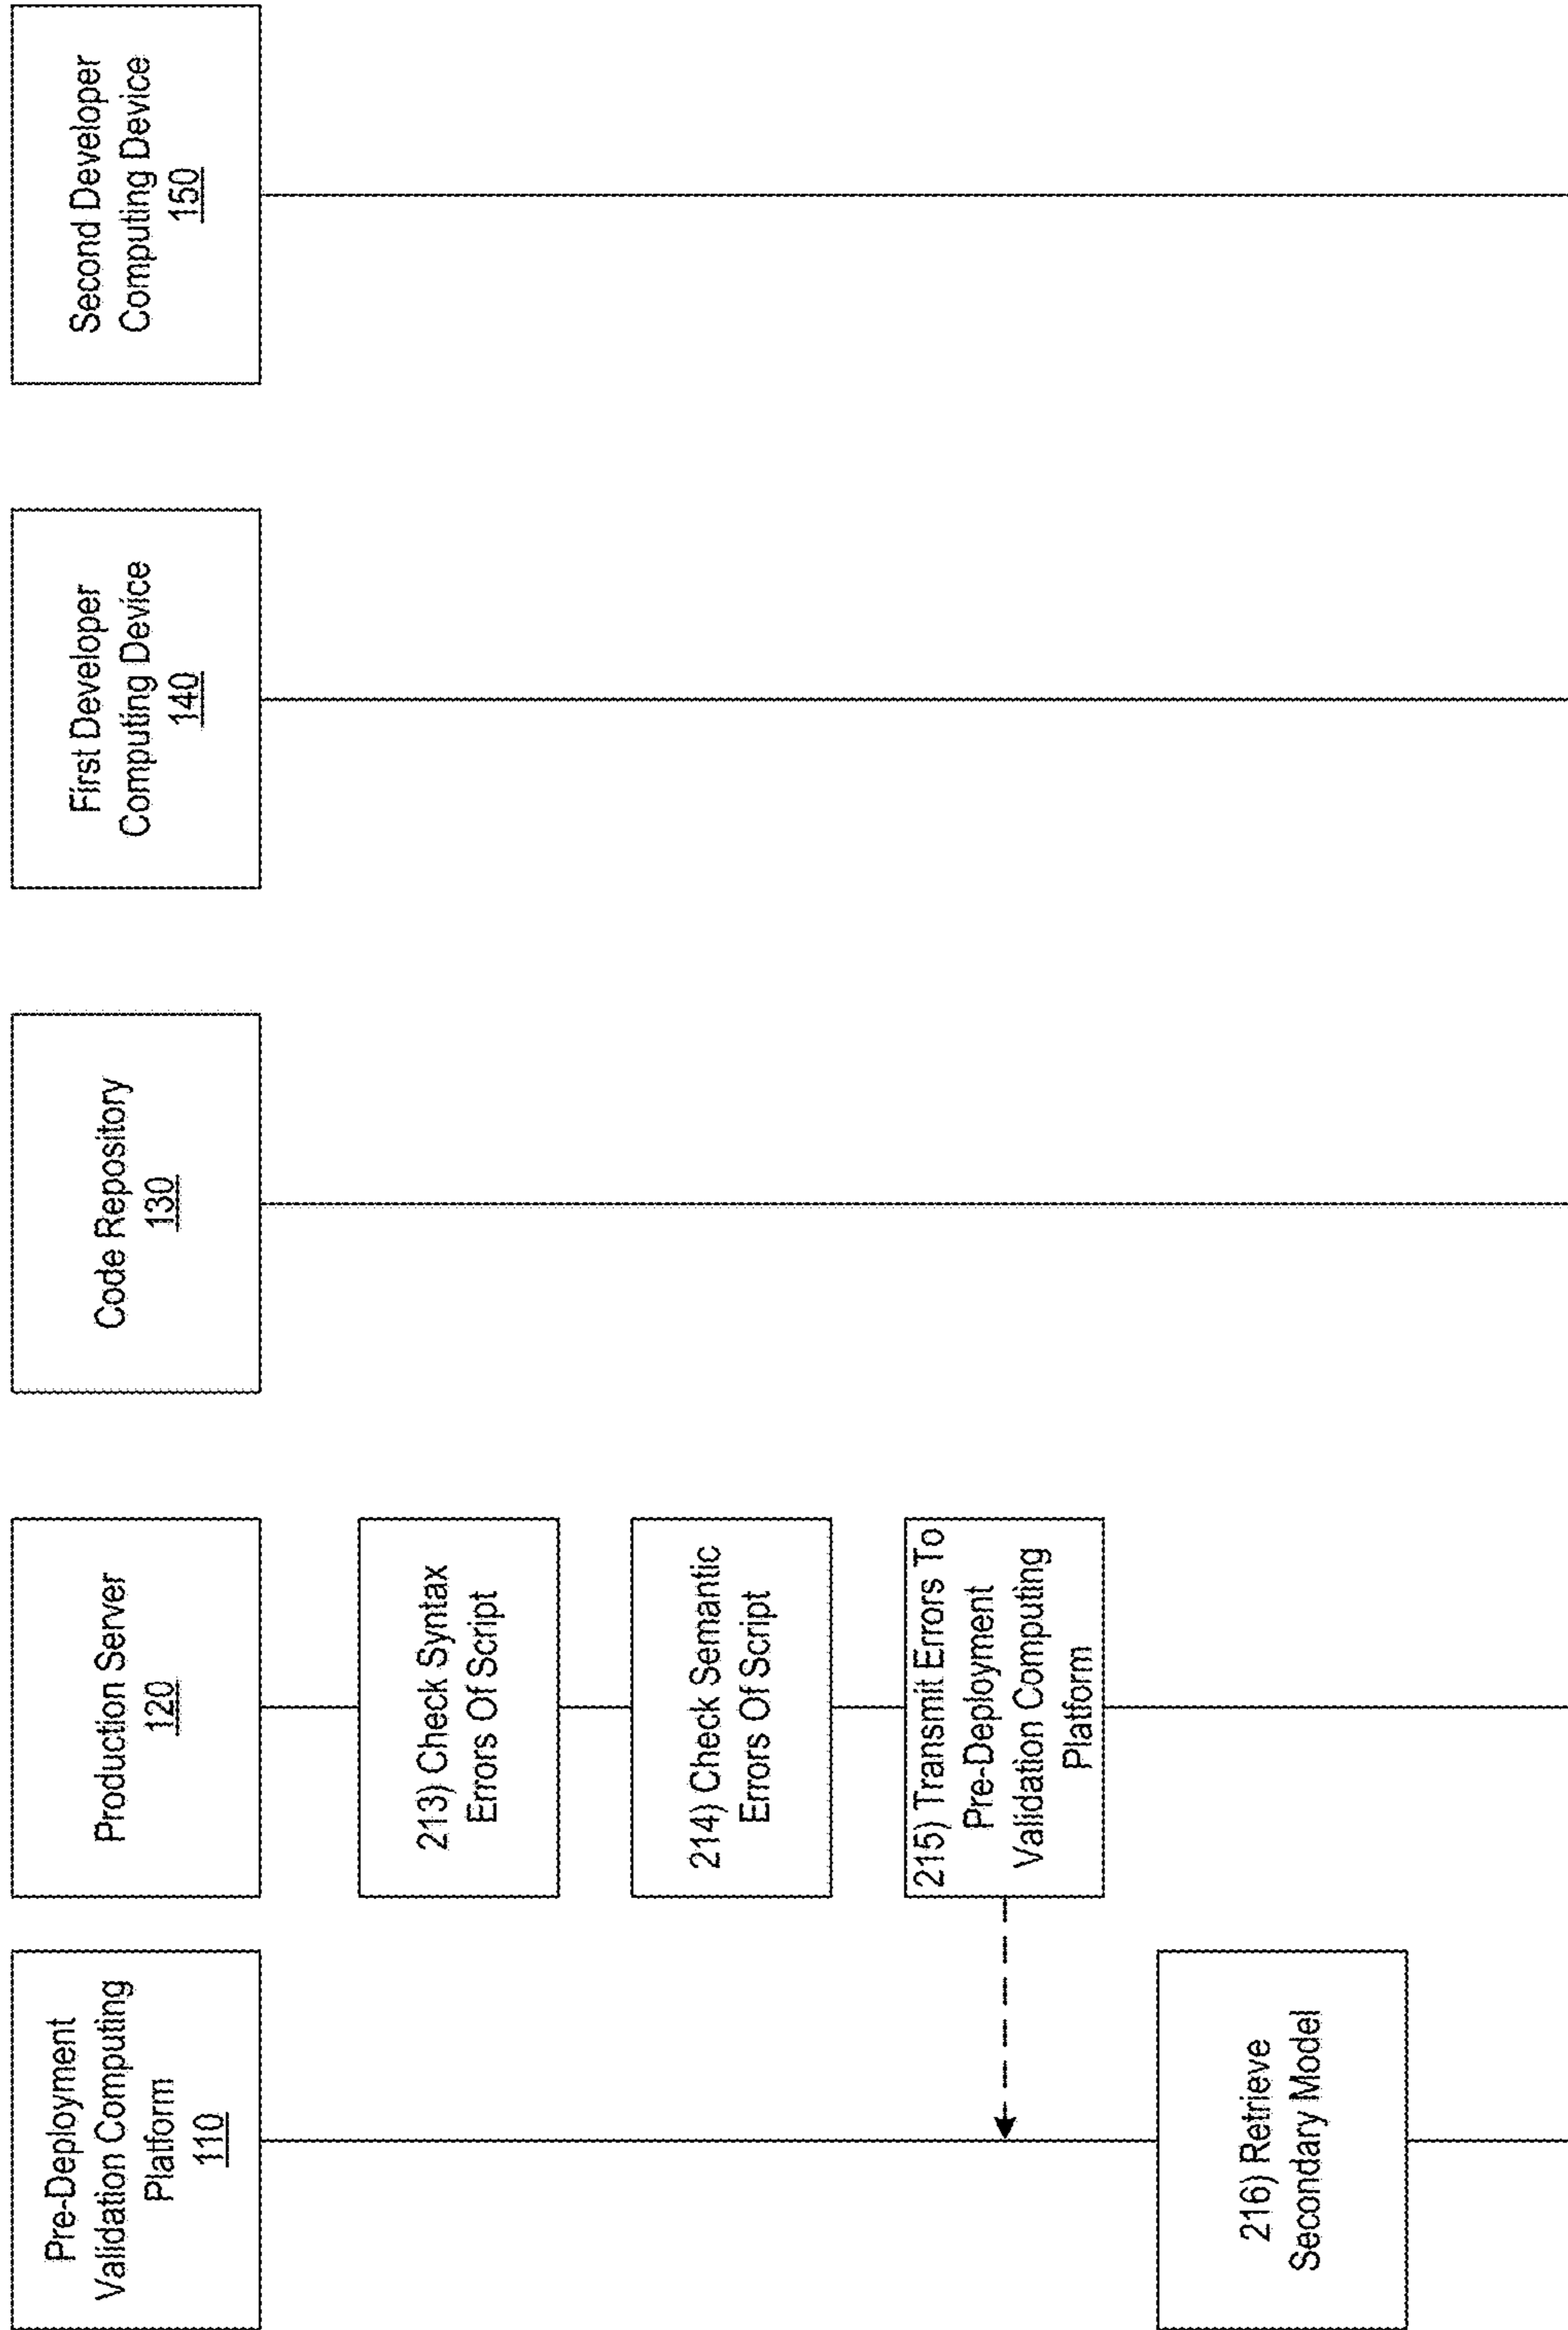 Pre-Deployment
Validation Computing
Platform
110
Production Server
120
Code Repository
130
First Developer
Computing Device
140
Second Developer
Computing Device
150
213) Check Syntax
Errors Of Script
214) Check Semantic
Errors Of Script
215) Transmit Errors To
Pre-Deployment
Validation Computing
Platform
216) Retrieve
Secondary Model